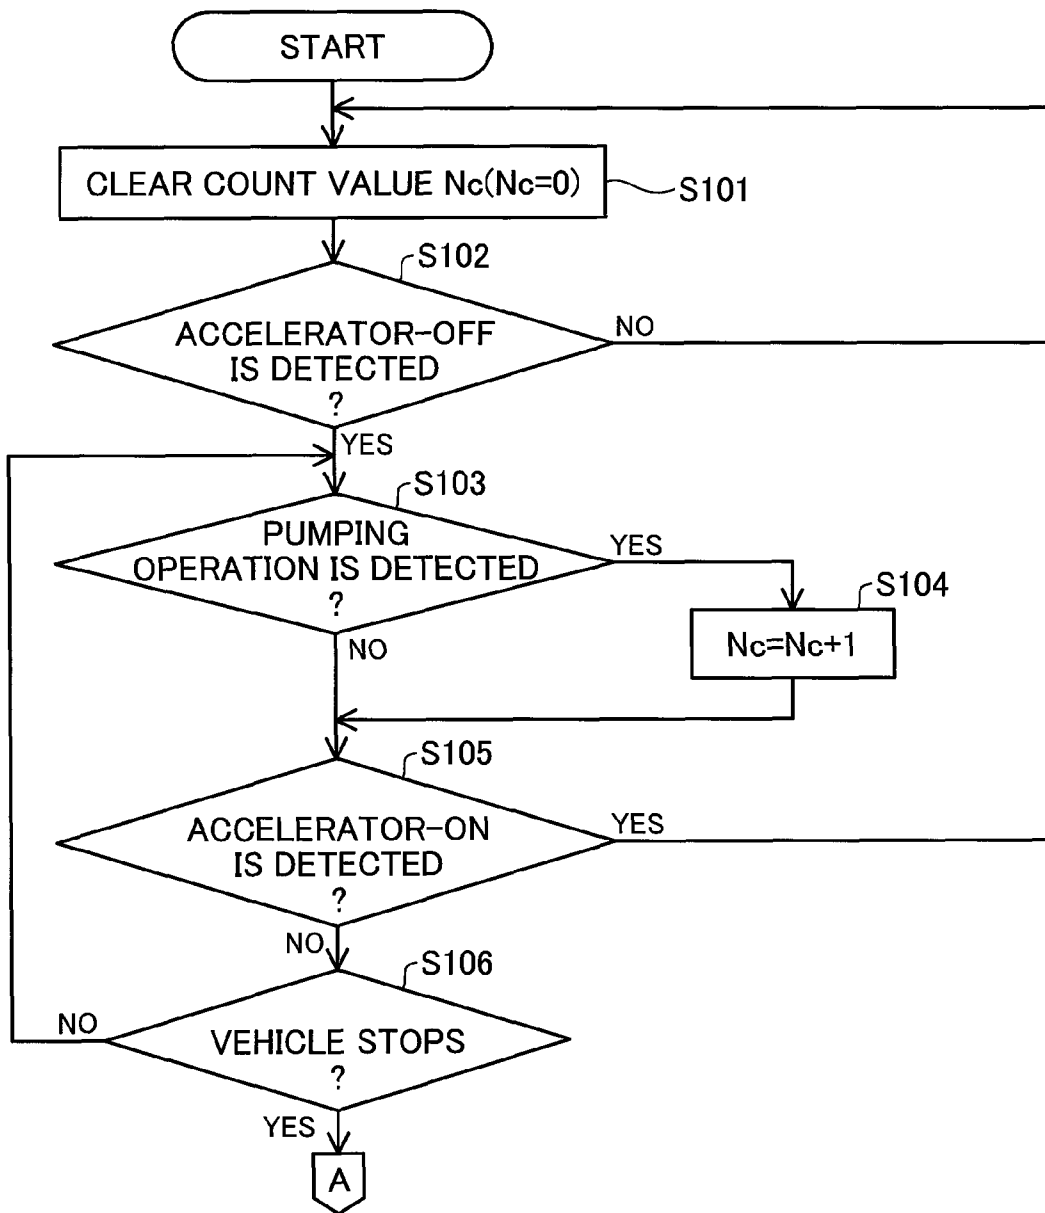 START
CLEAR COUNT VALUE Nc(Nc=0)
S101
S102
ACCELERATOR-OFF
IS DETECTED
?
NO
YES
S103
PUMPING
OPERATION IS DETECTED
?
YES
NO
S104
Nc=Nc+1
S105
ACCELERATOR-ON
IS DETECTED
?
YES
NO
S106
VEHICLE STOPS
?
NO
YES
A